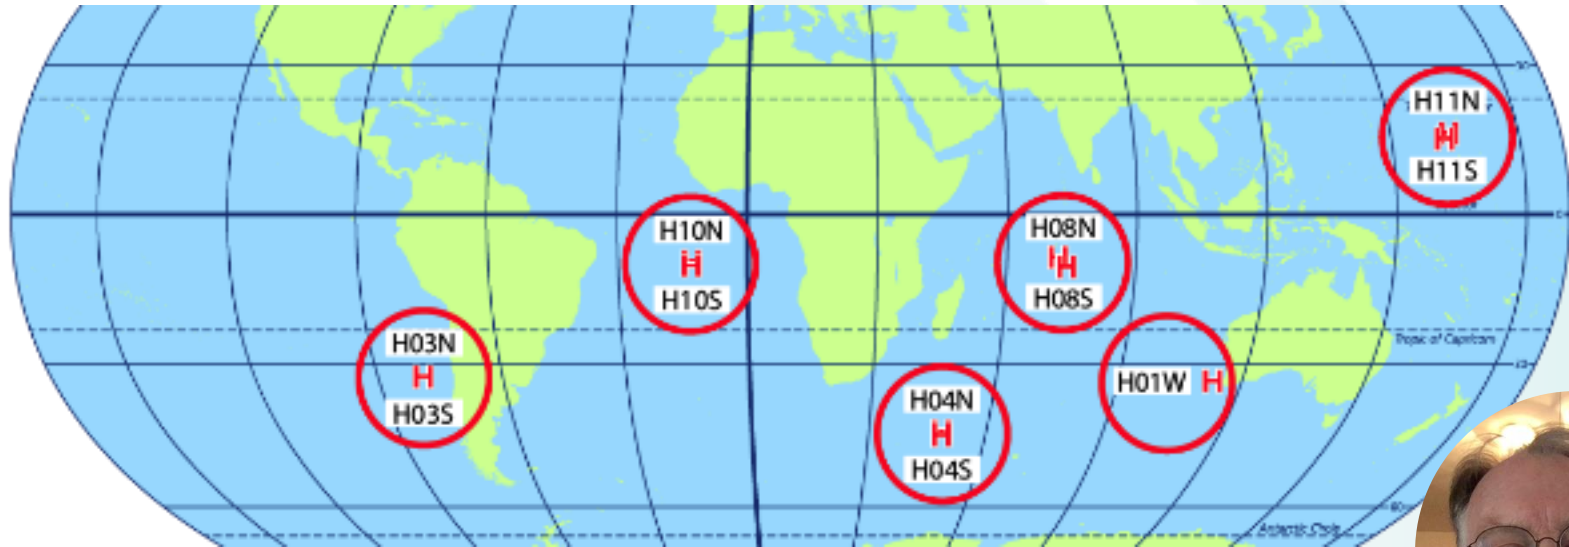 H11N
H
H11S
H10N
H
H10S
H08N
H
H08S
H03N
H
H03S
H01W H
H04N
H
H04S
Tropic of Capricorn
Antarctic Circle